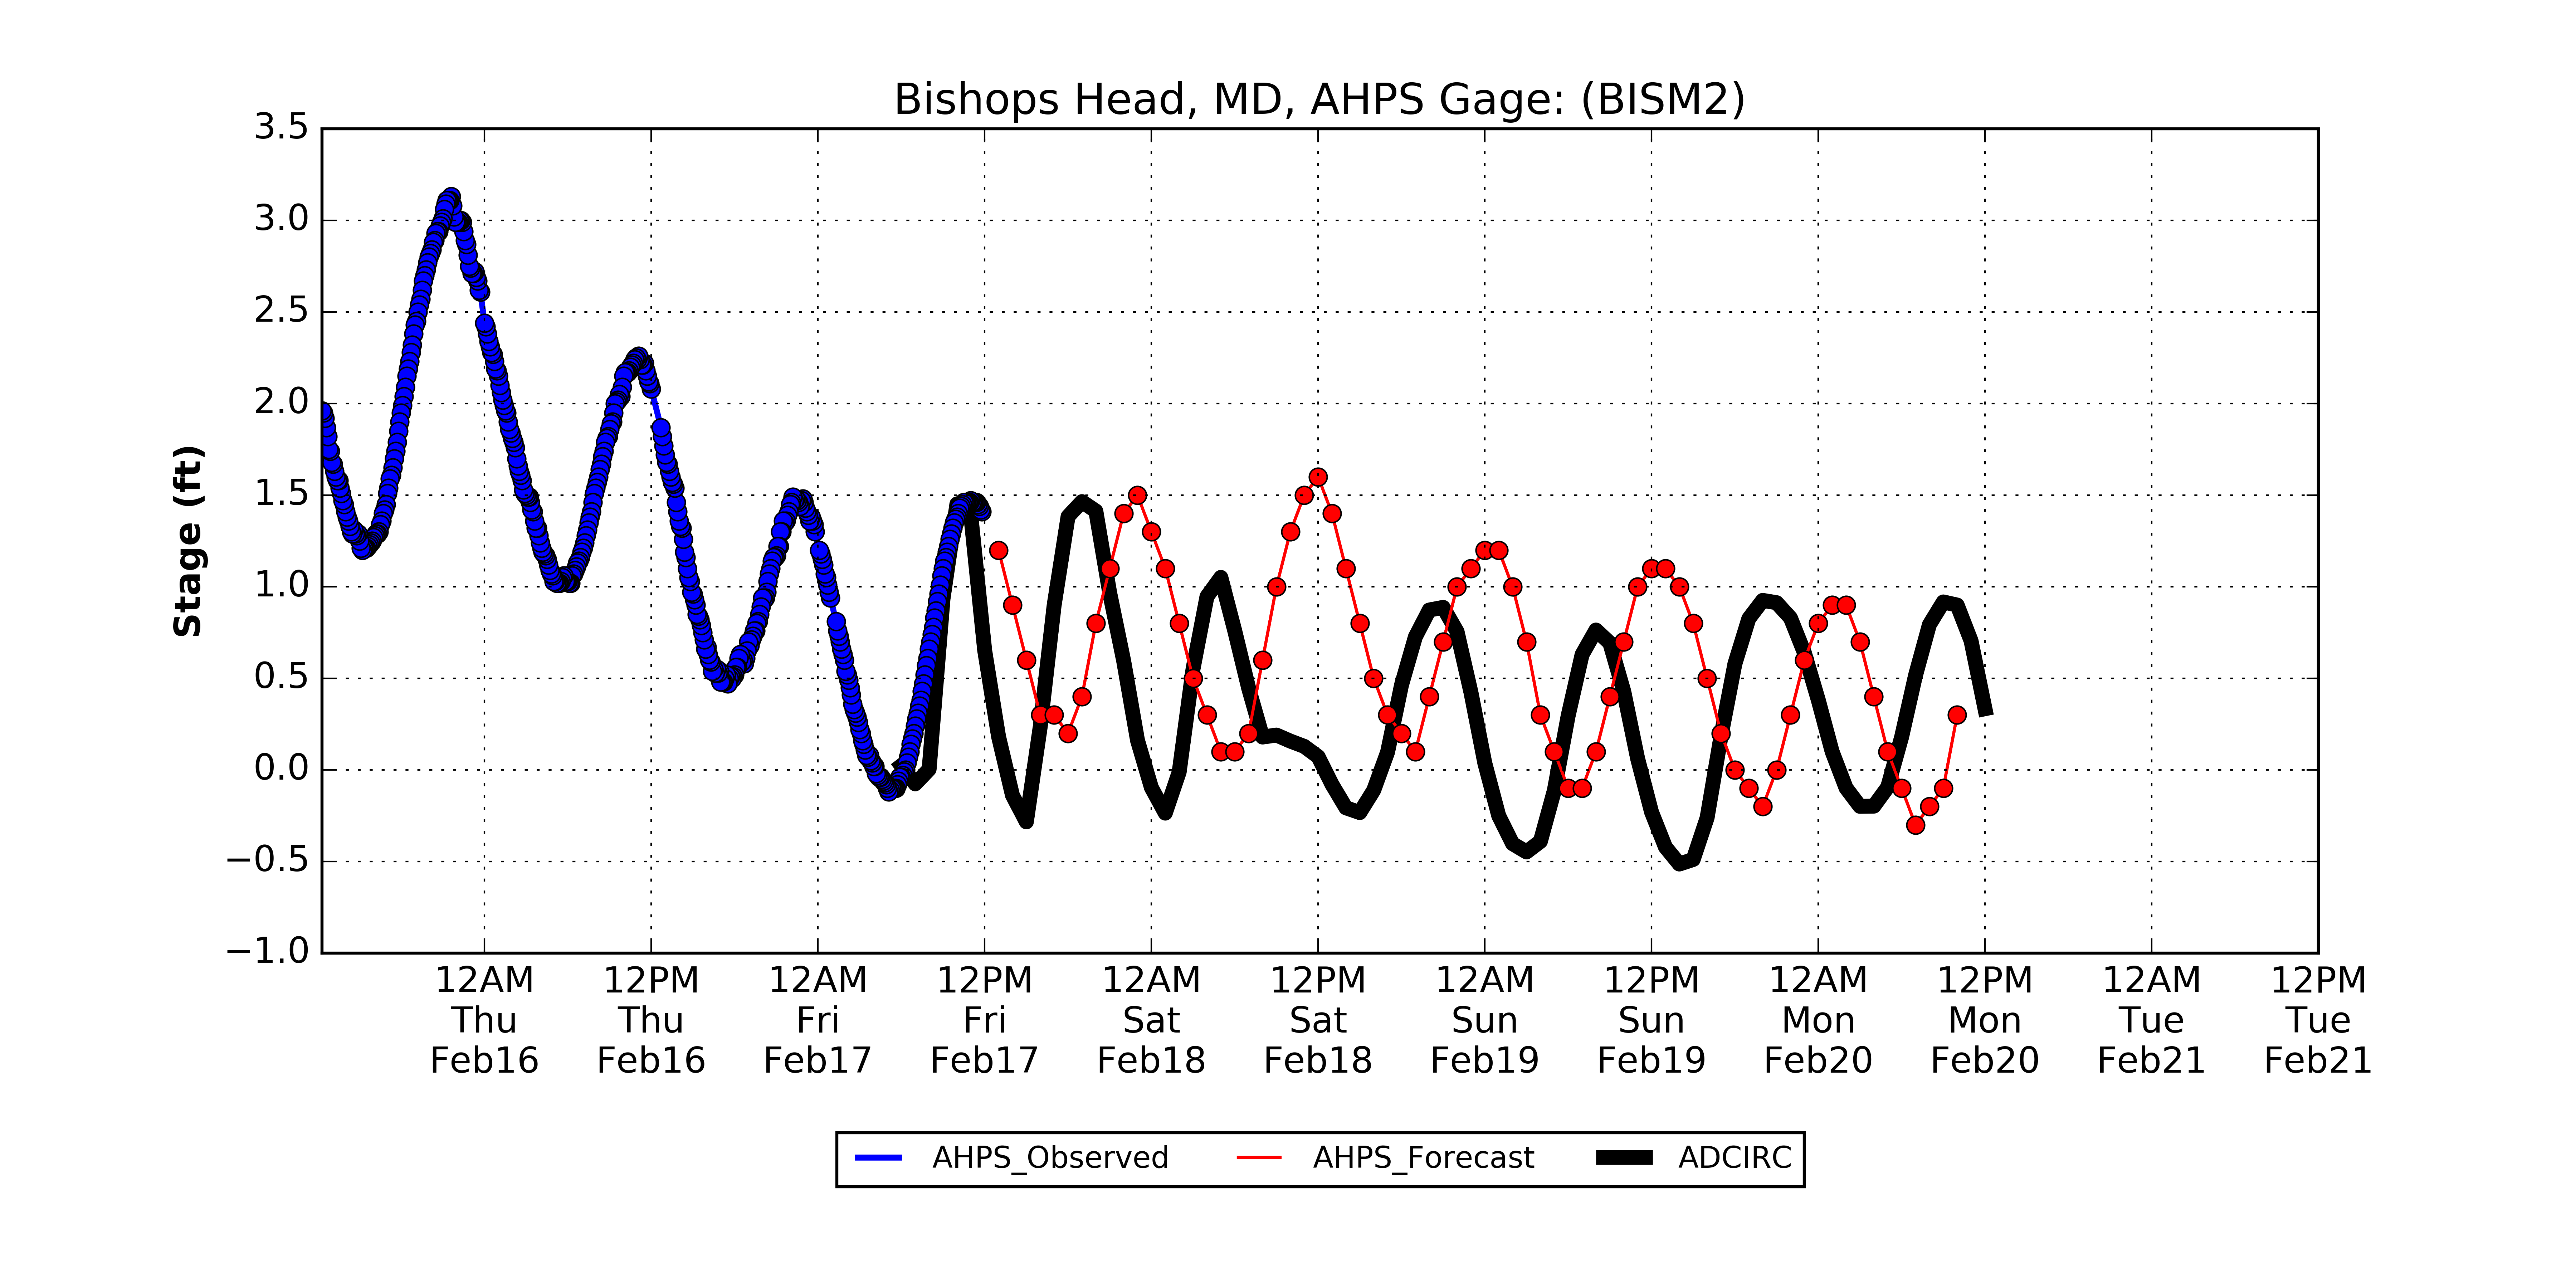 Bishops Head, MD, AHPS Gage: (BISM2)
Stage (ft)
3.5
3.0
2.5
2.0
1.5
1.0
0.5
0.0
−0.5
−1.0
12AM 12PM 12AM 12PM 12AM 12PM 12AM 12PM 12AM 12PM 12AM 12PM
Thu Thu Fri Fri Sat Sat Sun Sun Mon Mon Tue Tue
Feb16 Feb16 Feb17 Feb17 Feb18 Feb18 Feb19 Feb19 Feb20 Feb20 Feb21 Feb21
AHPS_Observed AHPS_Forecast ADCIRC